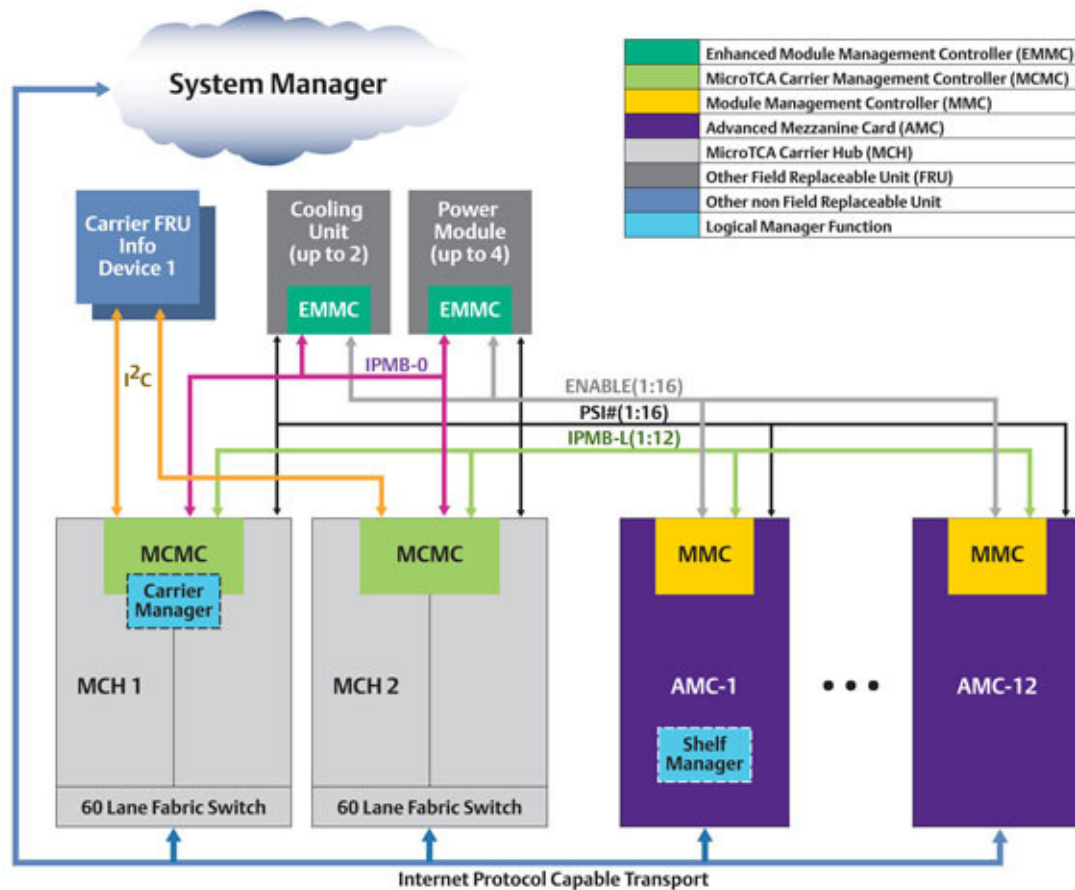 System Manager
Enhanced Module Management Controller (EMMC)
MicroTCA Carrier Management Controller (MCMC)
Module Management Controller (MMC)
Advanced Mezzanine Card (AMC)
MicroTCA Carrier Hub (MCH)
Other Field Replaceable Unit (FRU)
Other non Field Replaceable Unit
Logical Manager Function
Carrier FRU
Info
Device 1
Cooling
Unit
(up to 2)
EMMC
Power
Module
(up to 4)
EMMC
I²C
IPMB-0
ENABLE(1:16)
PSI#(1:16)
IPMB-L(1:12)
MCMC
Carrier
Manager
MCH 1
60 Lane Fabric Switch
MCMC
MCH 2
60 Lane Fabric Switch
MMC
AMC-1
Shelf
Manager
• • •
MMC
AMC-12
Internet Protocol Capable Transport